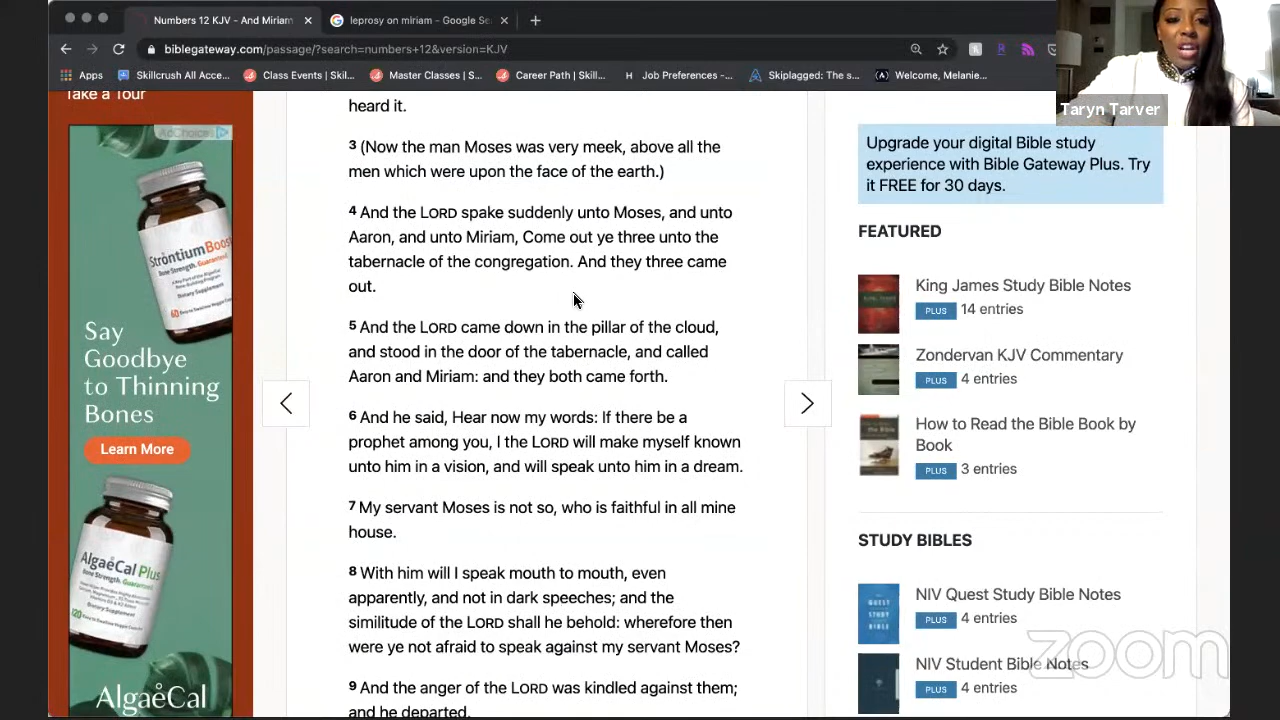 Numbers 12 KJV - And Miriam
leprosy on miriam - Google Se
biblegateway.com/passage/?search=numbers+12&version=KJV
Apps
Skillcrush All Acce...
Class Events | Skil...
Master Classes | S...
Career Path | Skill...
Job Preferences -...
Skiplagged: The s...
Welcome, Melanie...
Taryn Tarver
Take a Tour
AdChoices
StrontiumBoost
Bone Strength. Guaranteed
Say
Goodbye
to Thinning
Bones
Learn More
AlgaeCal Plus
Bone Strength. Guaranteed
120
AlgaeCal
heard it.
3 (Now the man Moses was very meek, above all the
men which were upon the face of the earth.)
4 And the LORD spake suddenly unto Moses, and unto
Aaron, and unto Miriam, Come out ye three unto the
tabernacle of the congregation. And they three came
out.
5 And the LORD came down in the pillar of the cloud,
and stood in the door of the tabernacle, and called
Aaron and Miriam: and they both came forth.
6 And he said, Hear now my words: If there be a
prophet among you, I the LORD will make myself known
unto him in a vision, and will speak unto him in a dream.
7 My servant Moses is not so, who is faithful in all mine
house.
8 With him will I speak mouth to mouth, even
apparently, and not in dark speeches; and the
similitude of the LORD shall he behold: wherefore then
were ye not afraid to speak against my servant Moses?
9 And the anger of the LORD was kindled against them;
and he departed.
Upgrade your digital Bible study
experience with Bible Gateway Plus. Try
it FREE for 30 days.
FEATURED
King James Study Bible Notes
PLUS 14 entries
Zondervan KJV Commentary
PLUS 4 entries
How to Read the Bible Book by
Book
PLUS 3 entries
STUDY BIBLES
NIV Quest Study Bible Notes
PLUS 4 entries
NIV Student Bible Notes
PLUS 4 entries
zoom